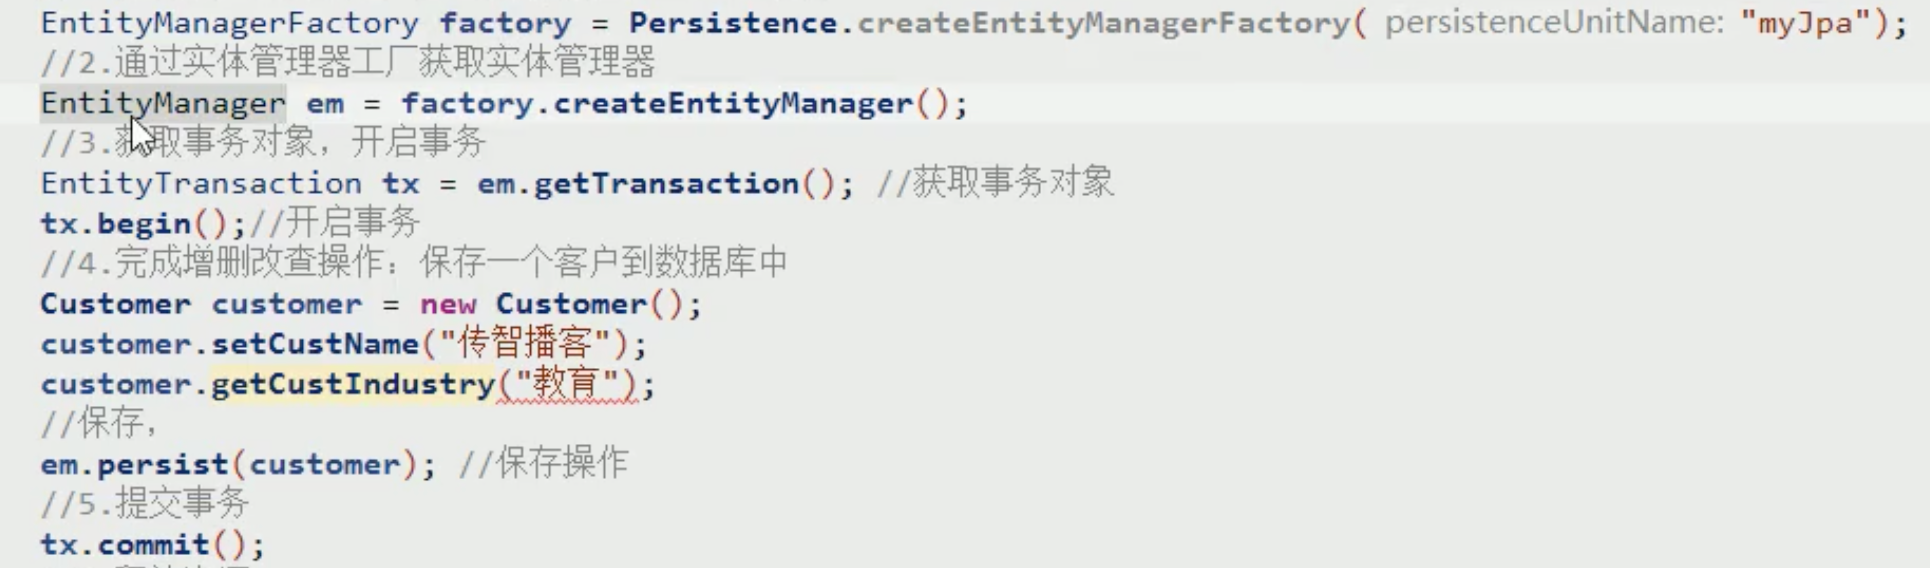 EntityManagerFactory factory = Persistence.createEntityManagerFactory( persistenceUnitName: "myJpa");
//2.通过实体管理器工厂获取实体管理器
EntityManager em = factory.createEntityManager();
//3.获取事务对象，开启事务
EntityTransaction tx = em.getTransaction(); //获取事务对象
tx.begin();//开启事务
//4.完成增删改查操作：保存一个客户到数据库中
Customer customer = new Customer();
customer.setCustName("传智播客");
customer.getCustIndustry("教育");
//保存，
em.persist(customer); //保存操作
//5.提交事务
tx.commit();